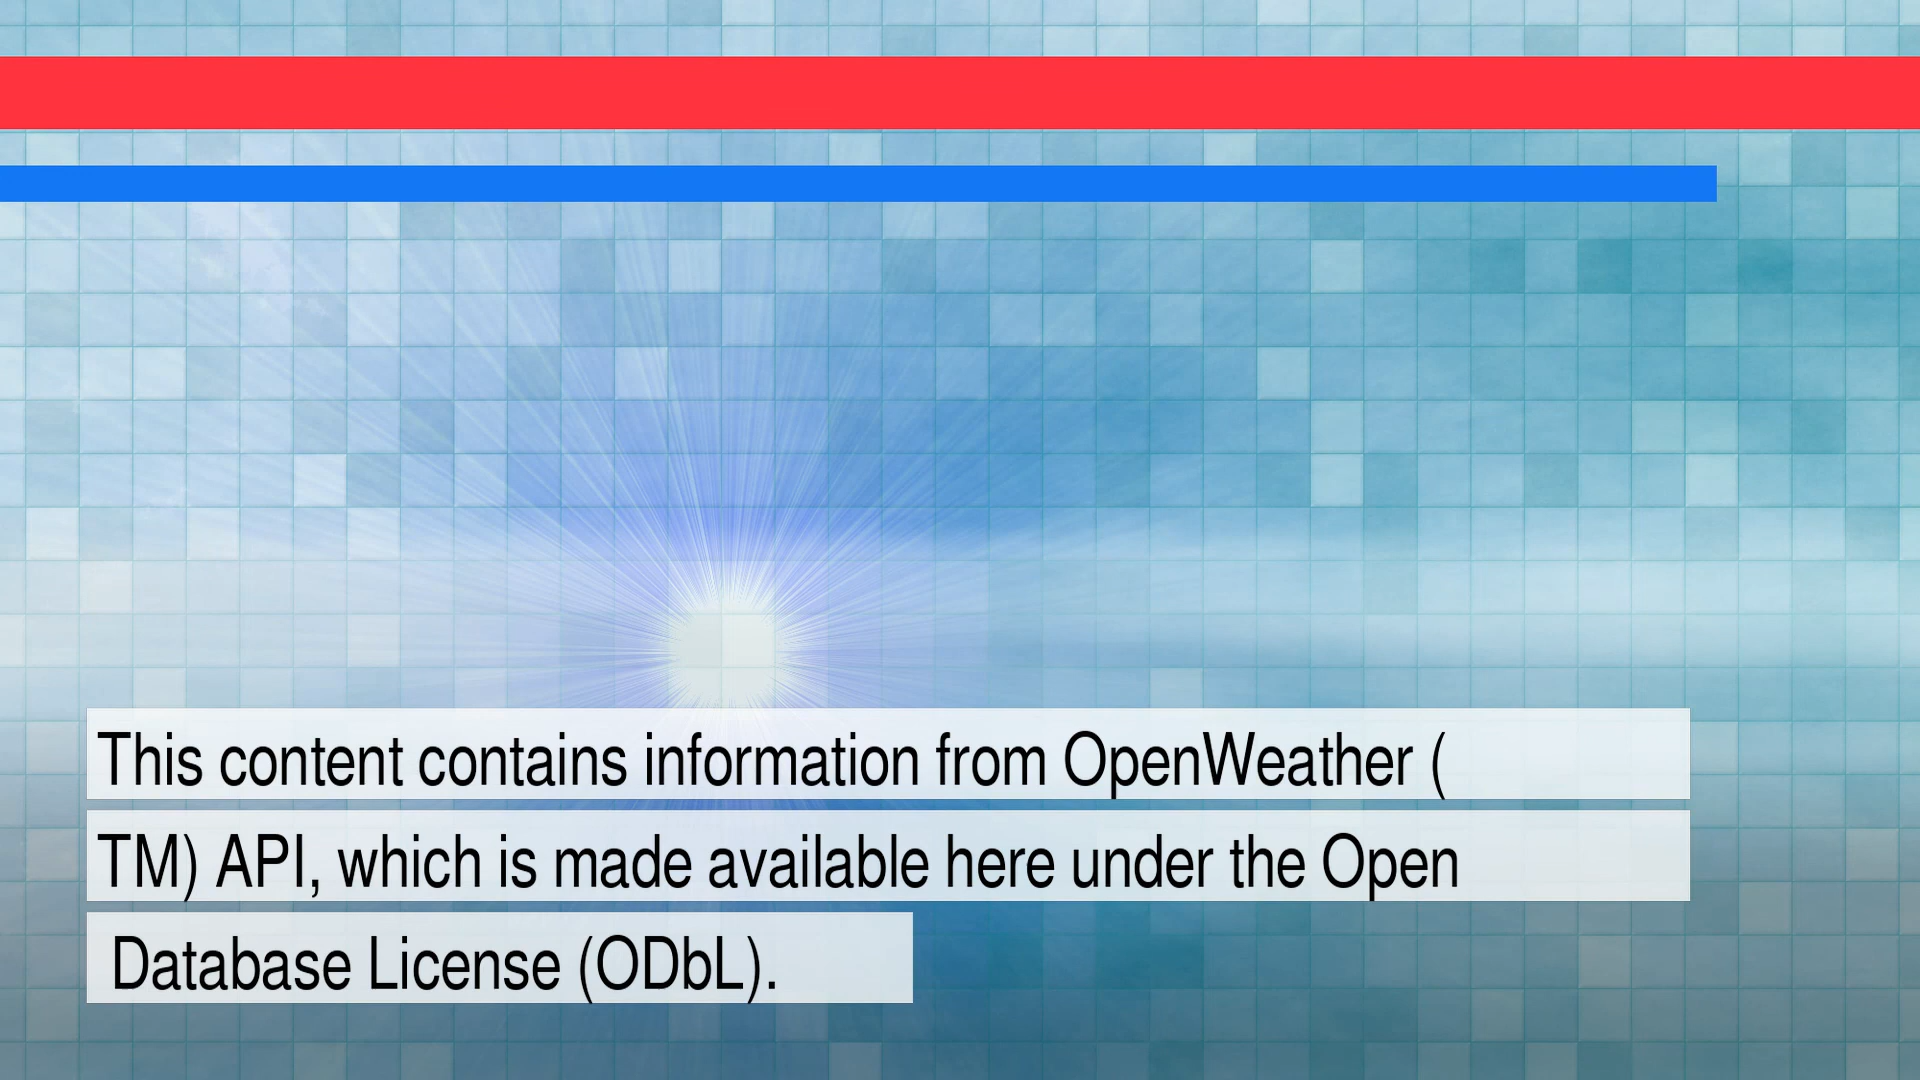 This content contains information from OpenWeather (
TM) API, which is made available here under the Open
Database License (ODbL).